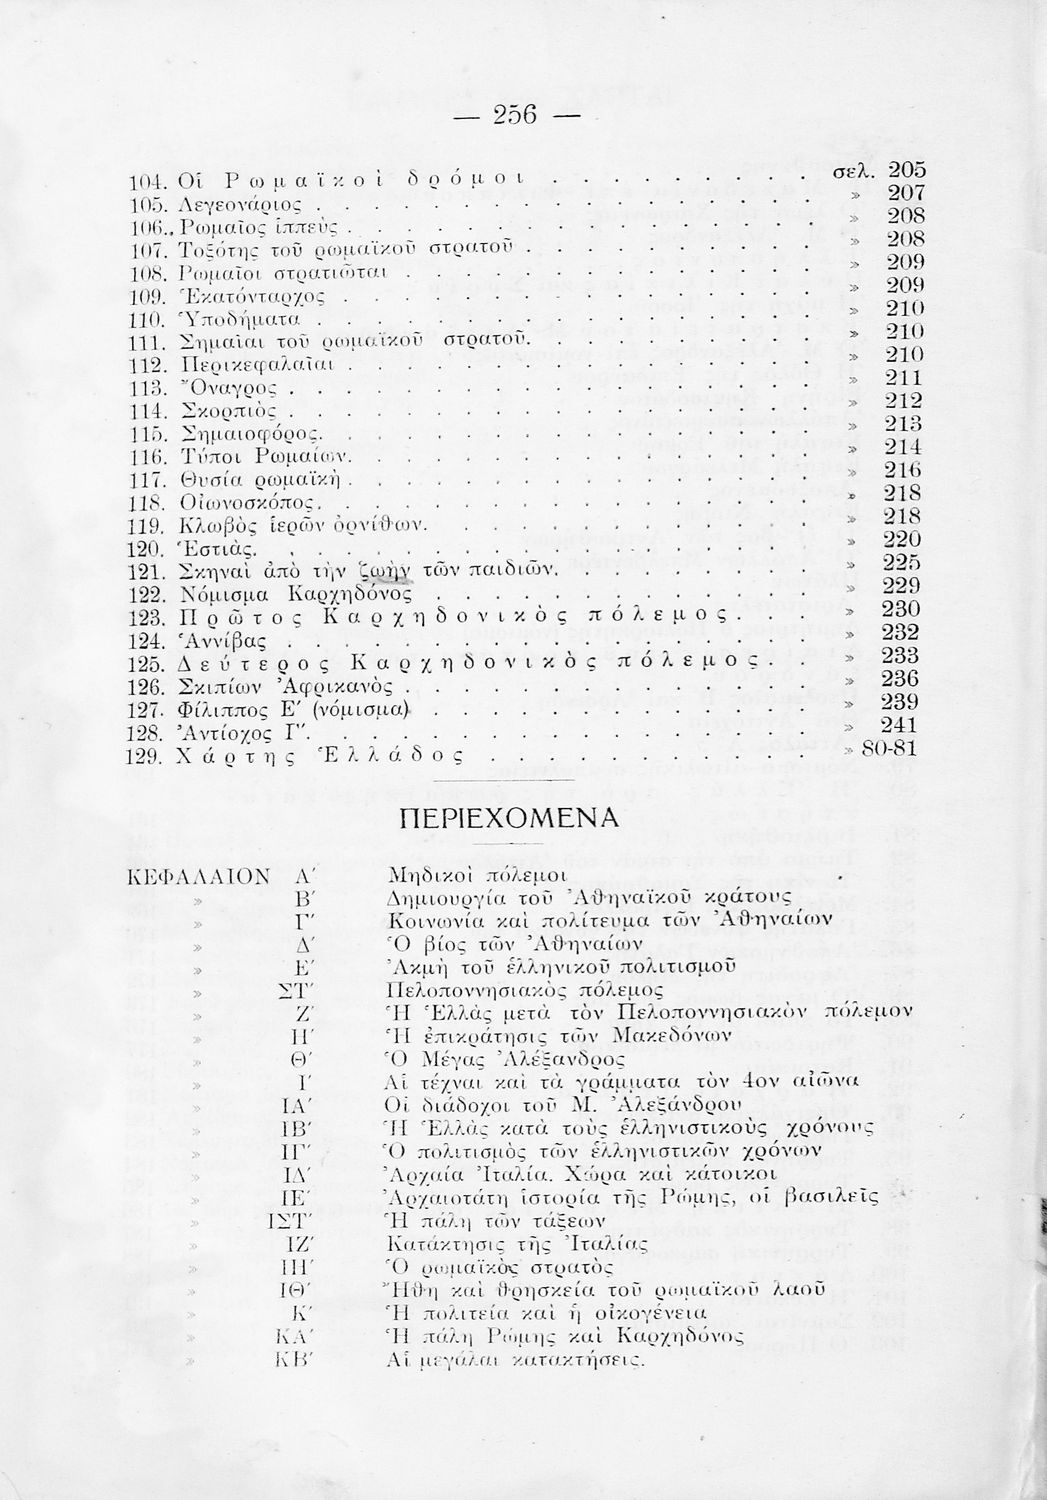 — 256 —
104. Οἱ Ῥωμαϊκοὶ δρόμοι . . . . . . . . . σελ. 205
105. Λεγεονάριος . . . . . . . . . . . . . » 207
106. Ρωμαῖος ἱππεὺς . . . . . . . . . . . . » 208
107. Τοξότης τοῦ ρωμαϊκοῦ στρατοῦ . . . . . . . . » 208
108. Ρωμαῖοι στρατιῶται . . . . . . . . . . . » 209
109. Ἑκατόνταρχος . . . . . . . . . . . . » 209
110. Ὑποδήματα . . . . . . . . . . . . . » 210
111. Σημαῖαι τοῦ ρωμαϊκοῦ στρατοῦ. . . . . . . . » 210
112. Περικεφαλαῖαι . . . . . . . . . . . . » 210
113. Ὄναγρος . . . . . . . . . . . . . . » 211
114. Σκορπιὸς . . . . . . . . . . . . . . » 212
115. Σημαιοφόρος. . . . . . . . . . . . . » 213
116. Τύποι Ρωμαίων. . . . . . . . . . . . » 214
117. Θυσία ρωμαϊκὴ . . . . . . . . . . . . » 216
118. Οἰωνοσκόπος. . . . . . . . . . . . . » 218
119. Κλωβὸς ἱερῶν ὀρνίθων. . . . . . . . . . » 218
120. Ἑστιὰς. . . . . . . . . . . . . . . » 220
121. Σκηναὶ ἀπὸ τὴν ζωὴν τῶν παιδιῶν. . . . . . . » 225
122. Νόμισμα Καρχηδόνος . . . . . . . . . . » 229
123. Πρῶτος Καρχηδονικὸς πόλεμος. . . » 230
124. Ἀννίβας . . . . . . . . . . . . . . » 232
125. Δεύτερος Καρχηδονικὸς πόλεμος. . » 233
126. Σκιπίων Ἀφρικανὸς . . . . . . . . . . . » 236
127. Φίλιππος Ε΄ (νόμισμα) . . . . . . . . . . » 239
128. Ἀντίοχος Γ΄. . . . . . . . . . . . . » 241
129. Χάρτης Ἑλλάδος . . . . . . . . . . » 80-81
ΠΕΡΙΕΧΟΜΕΝΑ
ΚΕΦΑΛΑΙΟΝ Α΄ Μηδικοὶ πόλεμοι
» Β΄ Δημιουργία τοῦ Ἀθηναϊκοῦ κράτους
» Γ΄ Κοινωνία καὶ πολίτευμα τῶν Ἀθηναίων
» Δ΄ Ὁ βίος τῶν Ἀθηναίων
» Ε΄ Ἀκμὴ τοῦ ἑλληνικοῦ πολιτισμοῦ
» ΣΤ΄ Πελοποννησιακὸς πόλεμος
» Ζ΄ Ἡ Ἑλλὰς μετὰ τὸν Πελοποννησιακὸν πόλεμον
» Η΄ Ἡ ἐπικράτησις τῶν Μακεδόνων
» Θ΄ Ὁ Μέγας Ἀλέξανδρος
» Ι΄ Αἱ τέχναι καὶ τὰ γράμματα τὸν 4ον αἰῶνα
» ΙΑ΄ Οἱ διάδοχοι τοῦ Μ. Ἀλεξάνδρου
» ΙΒ΄ Ἡ Ἑλλὰς κατὰ τοὺς ἑλληνιστικοὺς χρόνους
» ΙΓ΄ Ὁ πολιτισμὸς τῶν ἑλληνιστικῶν χρόνων
» ΙΔ΄ Ἀρχαία Ἰταλία. Χώρα καὶ κάτοικοι
» ΙΕ΄ Ἀρχαιοτάτη ἱστορία τῆς Ρώμης, οἱ βασιλεῖς
» ΙΣΤ΄ Ἡ πάλη τῶν τάξεων
» ΙΖ΄ Κατάκτησις τῆς Ἰταλίας
» ΙΗ΄ Ὁ ρωμαϊκὸς στρατὸς
» ΙΘ΄ Ἤθη καὶ θρησκεία τοῦ ρωμαϊκοῦ λαοῦ
» Κ΄ Ἡ πολιτεία καὶ ἡ οἰκογένεια
» ΚΑ΄ Ἡ πάλη Ρώμης καὶ Καρχηδόνος
» ΚΒ΄ Αἱ μεγάλαι κατακτήσεις.